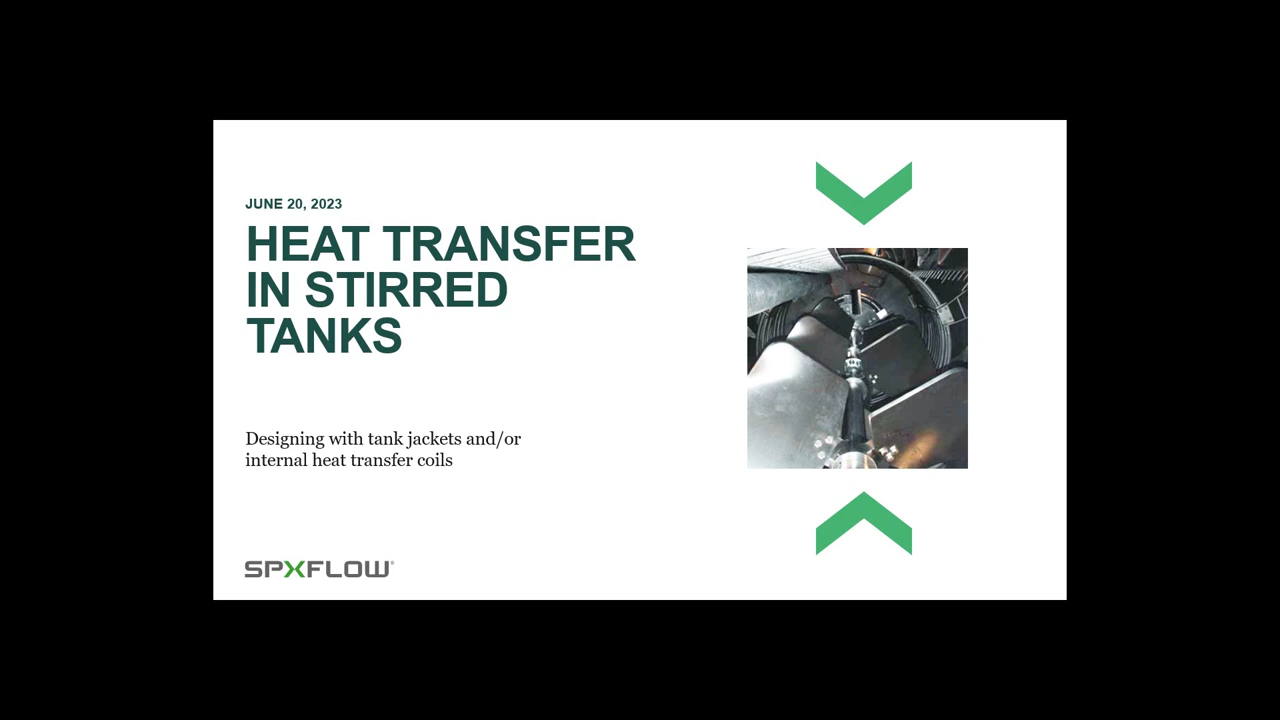 JUNE 20, 2023
HEAT TRANSFER
IN STIRRED
TANKS
Designing with tank jackets and/or
internal heat transfer coils
SPXFLOW®